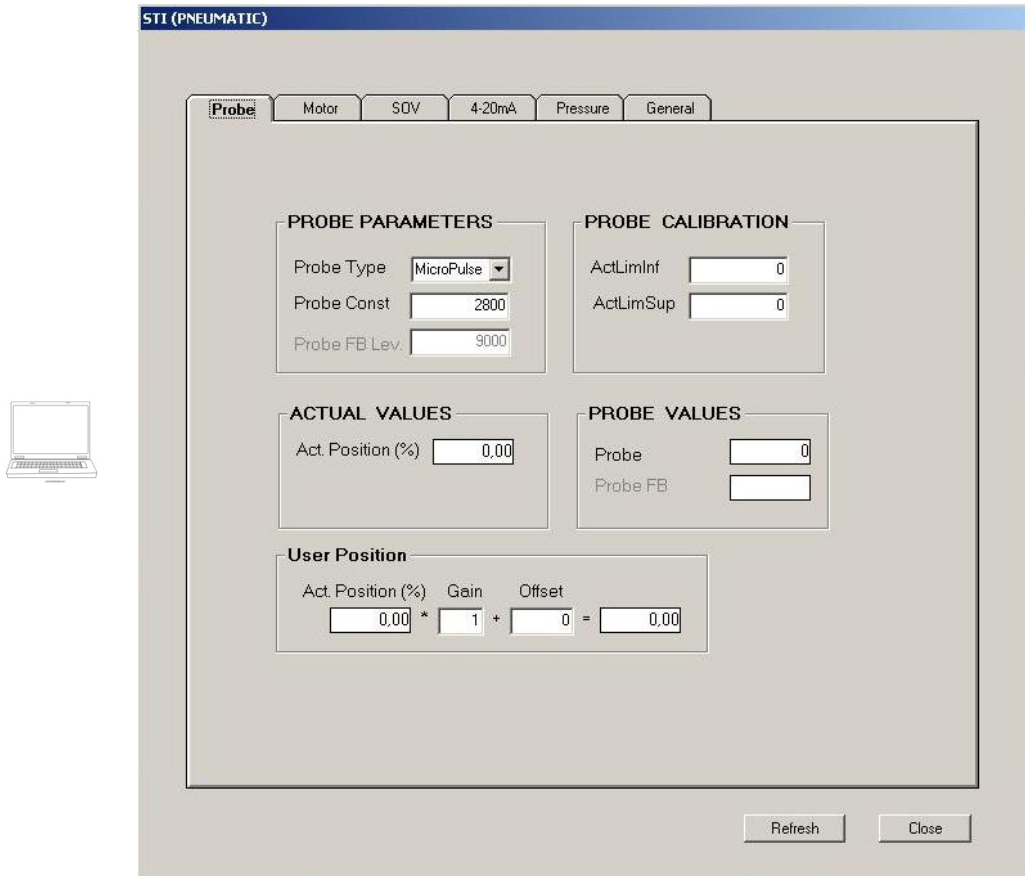 STI (PNEUMATIC)
Probe Motor SOV 4-20mA Pressure General
PROBE PARAMETERS
Probe Type MicroPulse
Probe Const 2800
Probe FB Lev. 9000
PROBE CALIBRATION
ActLimInf 0
ActLimSup 0
ACTUAL VALUES
Act. Position (%) 0,00
PROBE VALUES
Probe 0
Probe FB
User Position
Act. Position (%) Gain Offset
0,00 * 1 + 0 = 0,00
Refresh Close